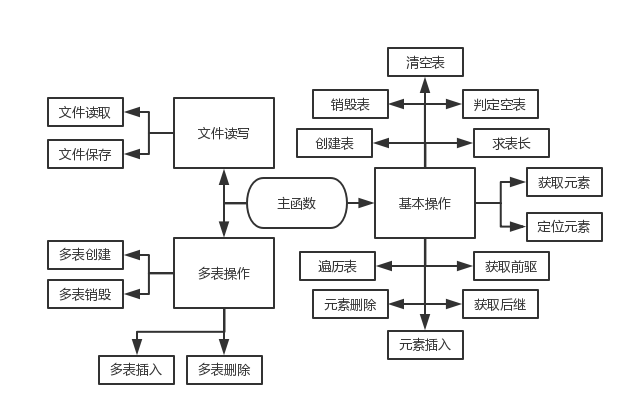 清空表
销毁表
判定空表
文件读取
文件读写
创建表
求表长
文件保存
获取元素
主函数
基本操作
定位元素
多表创建
多表操作
遍历表
获取前驱
多表销毁
元素删除
获取后继
元素插入
多表插入
多表删除